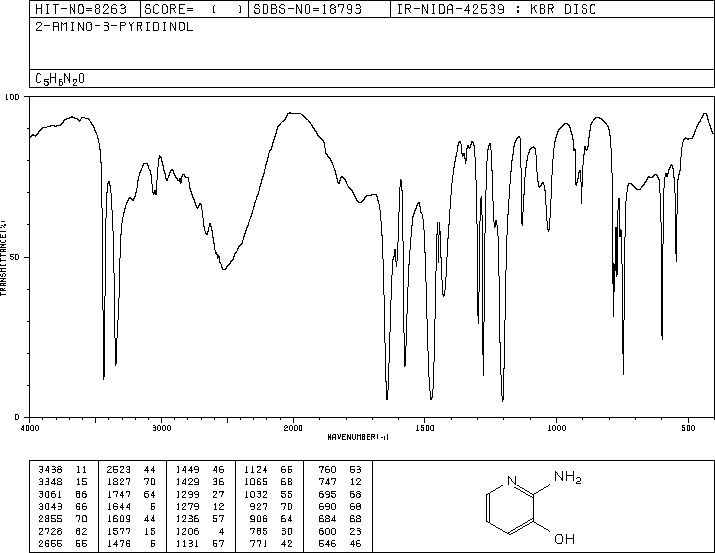 HIT-NO=8263 SCORE= ( ) SDBS-NO=18793 IR-NIDA-42539 : KBR DISC
2-AMINO-3-PYRIDINOL
C5H6N2O
100
50
0
TRANSMITTANCE(%)
4000 3000 2000 1500 1000 500
WAVENUMBER(-1)
3438 11 2523 44 1449 46 1124 66 760 53
3348 15 1827 70 1429 36 1065 68 747 12
3061 66 1747 64 1299 27 1032 55 695 68
3049 66 1644 5 1279 12 927 70 690 68
2855 70 1609 44 1236 57 906 64 684 68
2728 62 1577 15 1206 4 785 30 600 23
2655 55 1476 5 1131 57 771 42 546 46
N
NH2
OH